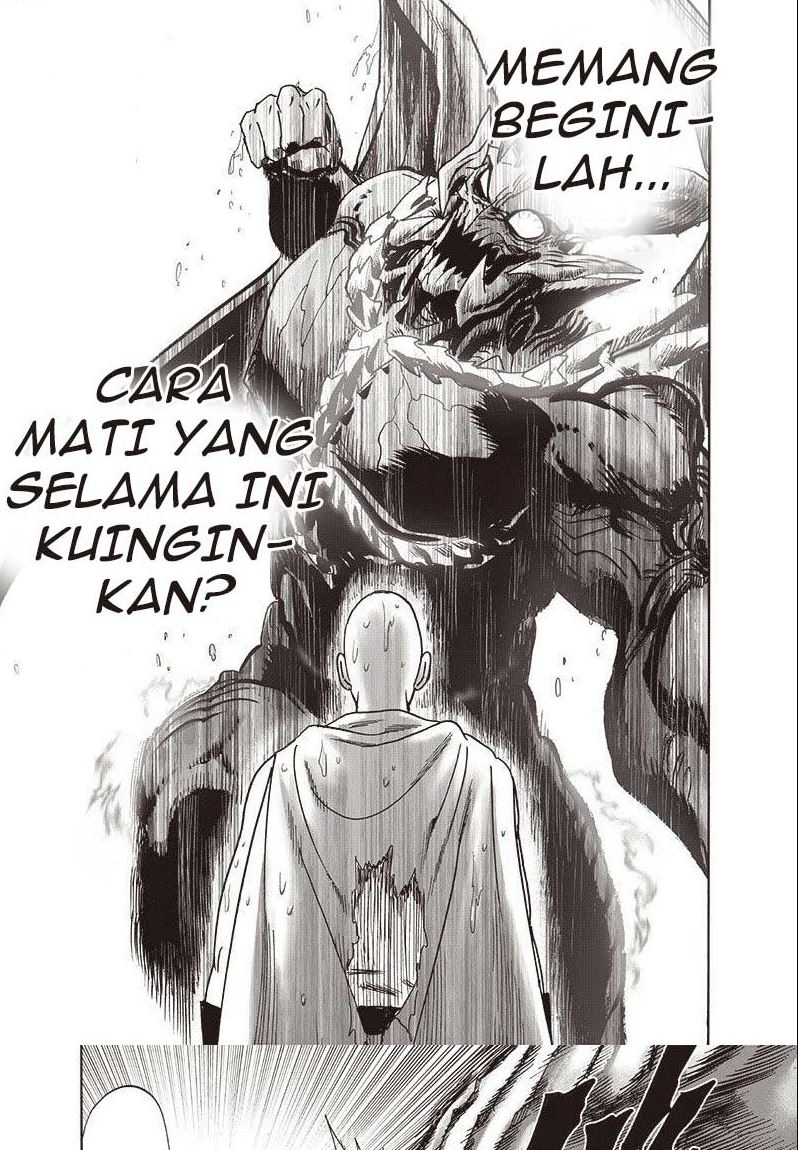 MEMANG
BEGINI-
LAH...
CARA
MATI YANG
SELAMA INI
KUINGIN-
KAN?